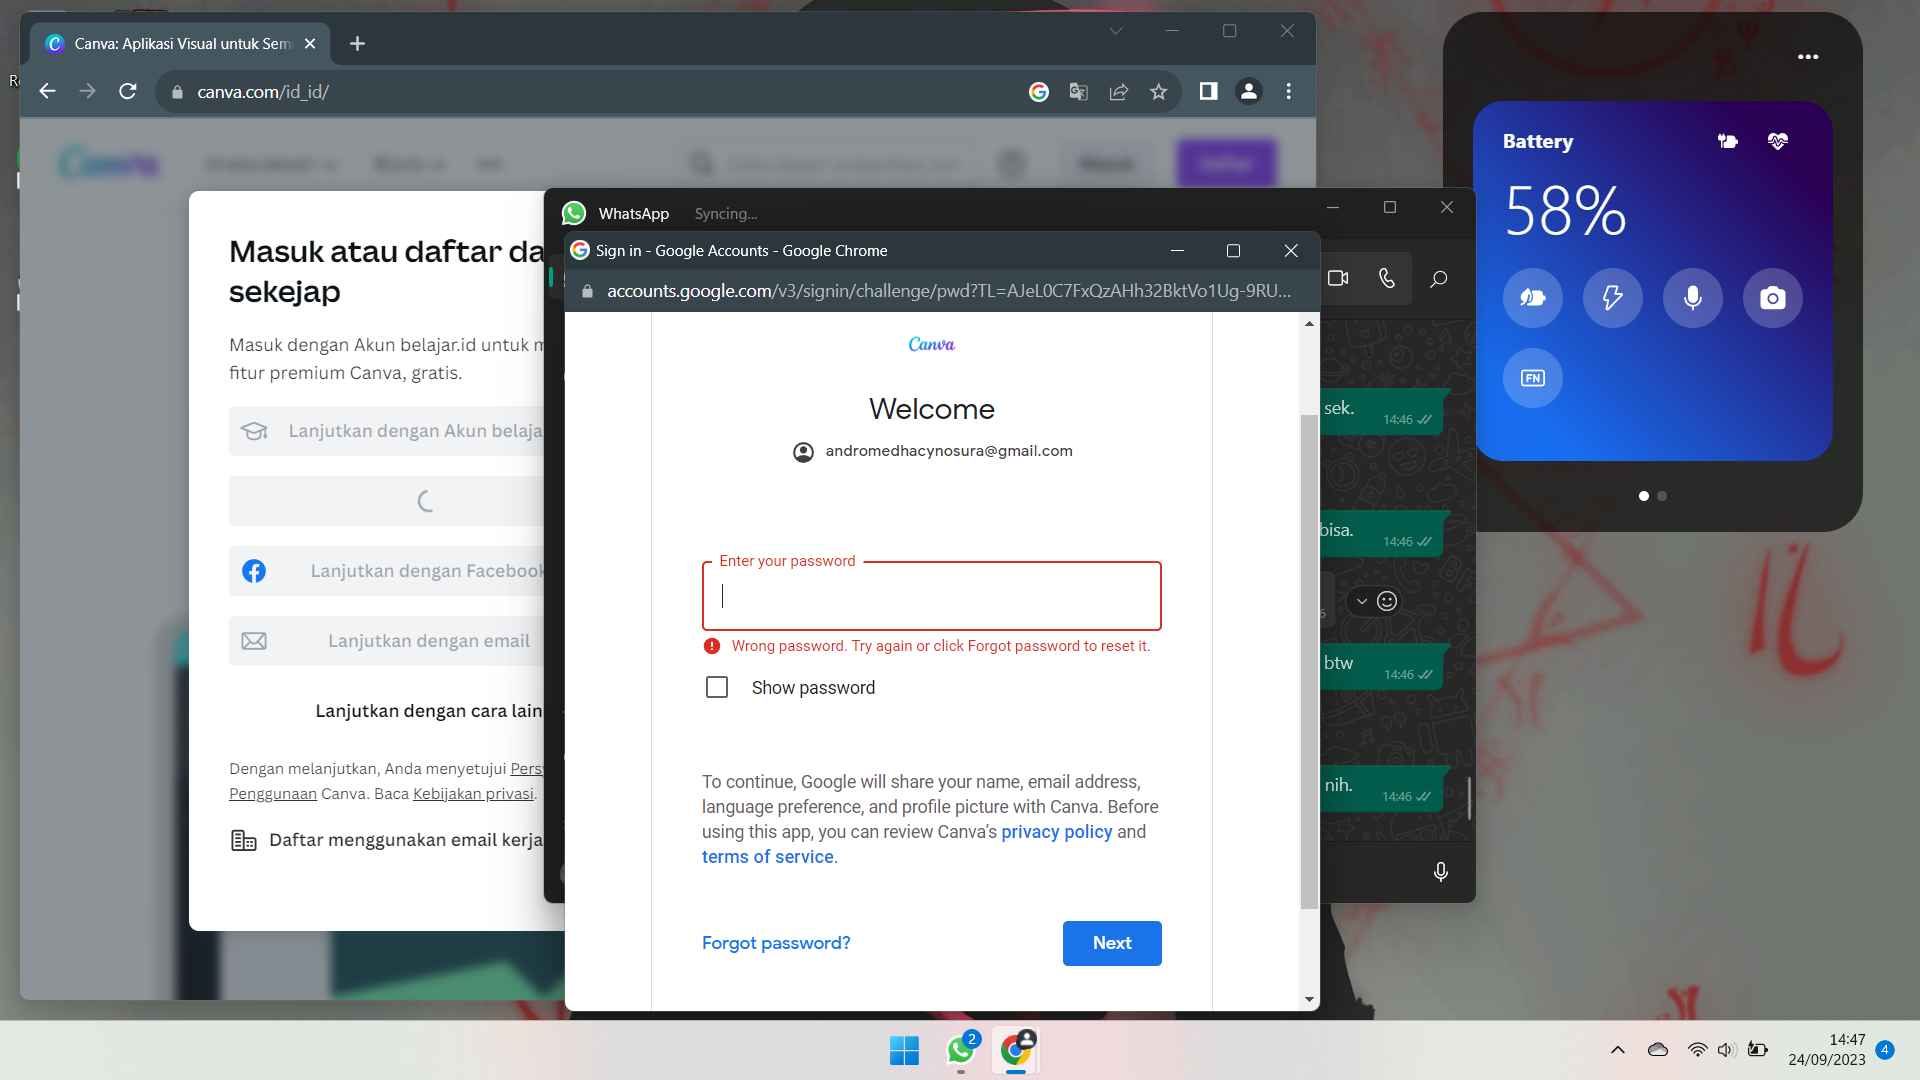 Canva: Aplikasi Visual untuk Sem
canva.com/id_id/
Canva
Masuk
Daftar
Masuk atau daftar da
sekejap
Masuk dengan Akun belajar.id untuk m
fitur premium Canva, gratis.
Lanjutkan dengan Akun belaja
Lanjutkan dengan Facebook
Lanjutkan dengan email
Lanjutkan dengan cara lain
Dengan melanjutkan, Anda menyetujui Pers
Penggunaan Canva. Baca Kebijakan privasi.
Daftar menggunakan email kerja
WhatsApp Syncing...
Sign in - Google Accounts - Google Chrome
accounts.google.com/v3/signin/challenge/pwd?TL=AJeL0C7FxQzAHh32BktVo1Ug-9RU...
Canva
Welcome
andromedhacynosura@gmail.com
Enter your password
Wrong password. Try again or click Forgot password to reset it.
Show password
To continue, Google will share your name, email address,
language preference, and profile picture with Canva. Before
using this app, you can review Canva's privacy policy and
terms of service.
Forgot password?
Next
sek.
14:46
bisa.
14:46
btw
14:46
nih.
14:46
Battery
58%
FN
2
14:47
24/09/2023
4